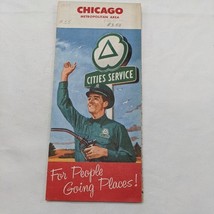 CHICAGO
METROPOLITAN AREA
CITIES SERVICE
For People
Going Places!